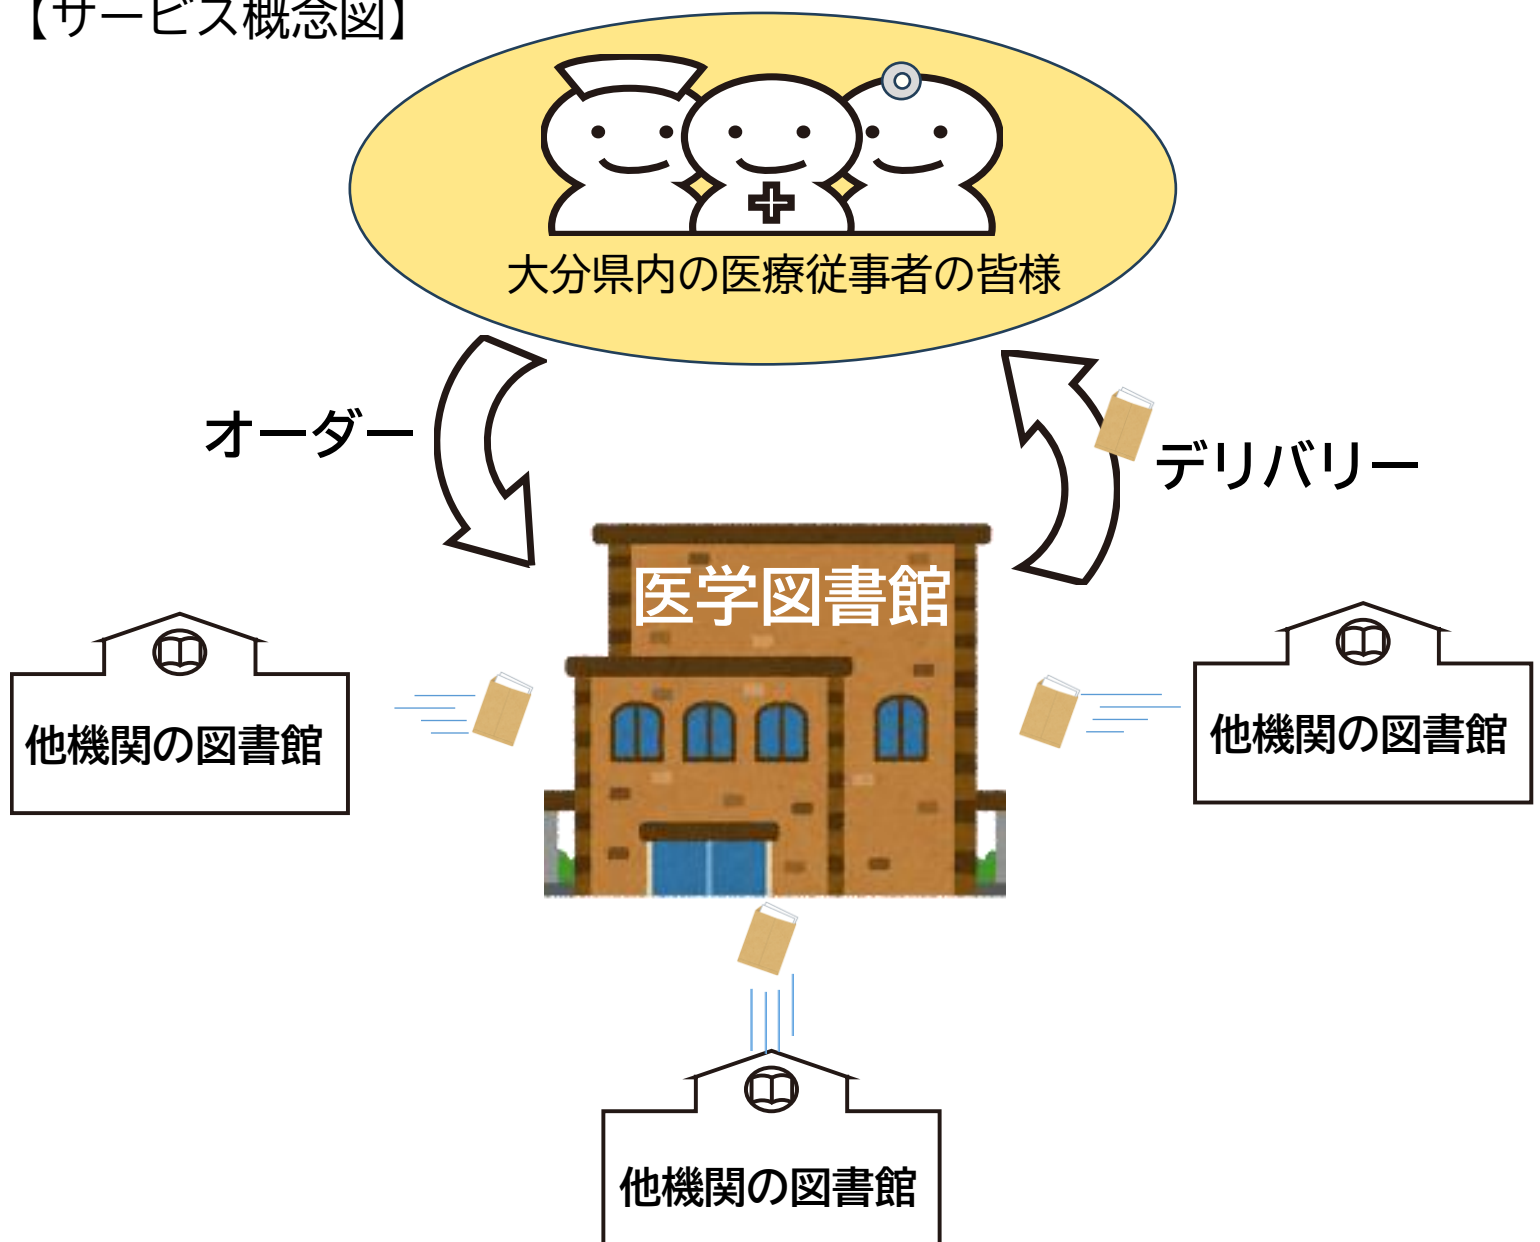 【サービス概念図】
大分県内の医療従事者の皆様
オーダー
デリバリー
医学図書館
他機関の図書館
他機関の図書館
他機関の図書館